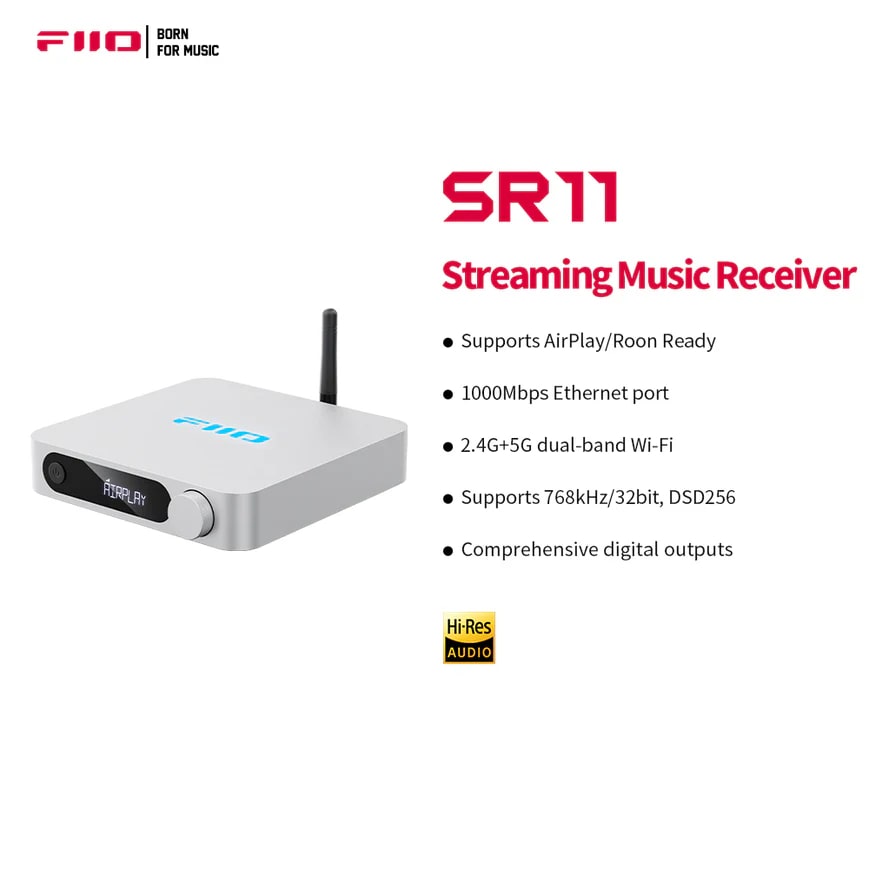 FIIO
BORN
FOR MUSIC
SR11
Streaming Music Receiver
● Supports AirPlay/Roon Ready
● 1000Mbps Ethernet port
● 2.4G+5G dual-band Wi-Fi
● Supports 768kHz/32bit, DSD256
● Comprehensive digital outputs
FIIO
AIRPLAY
Hi-Res
AUDIO